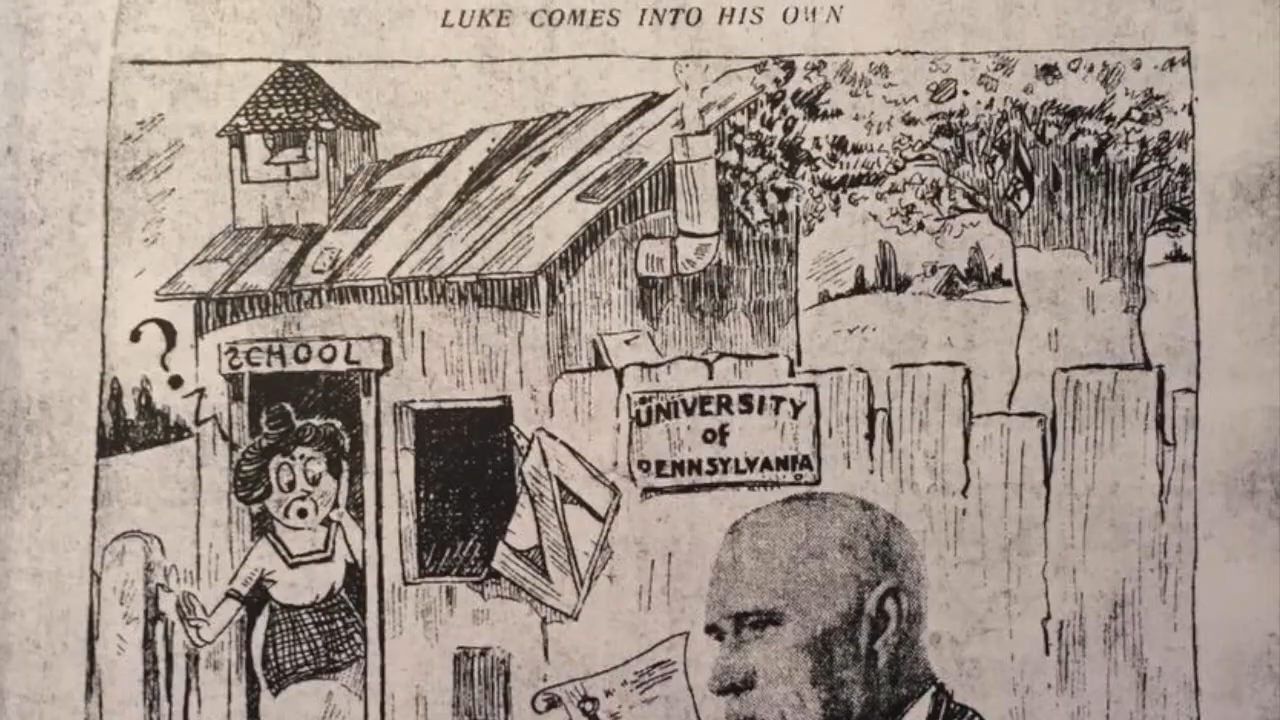 LUKE COMES INTO HIS OWN
?
SCHOOL
UNIVERSITY
of
PENNSYLVANIA